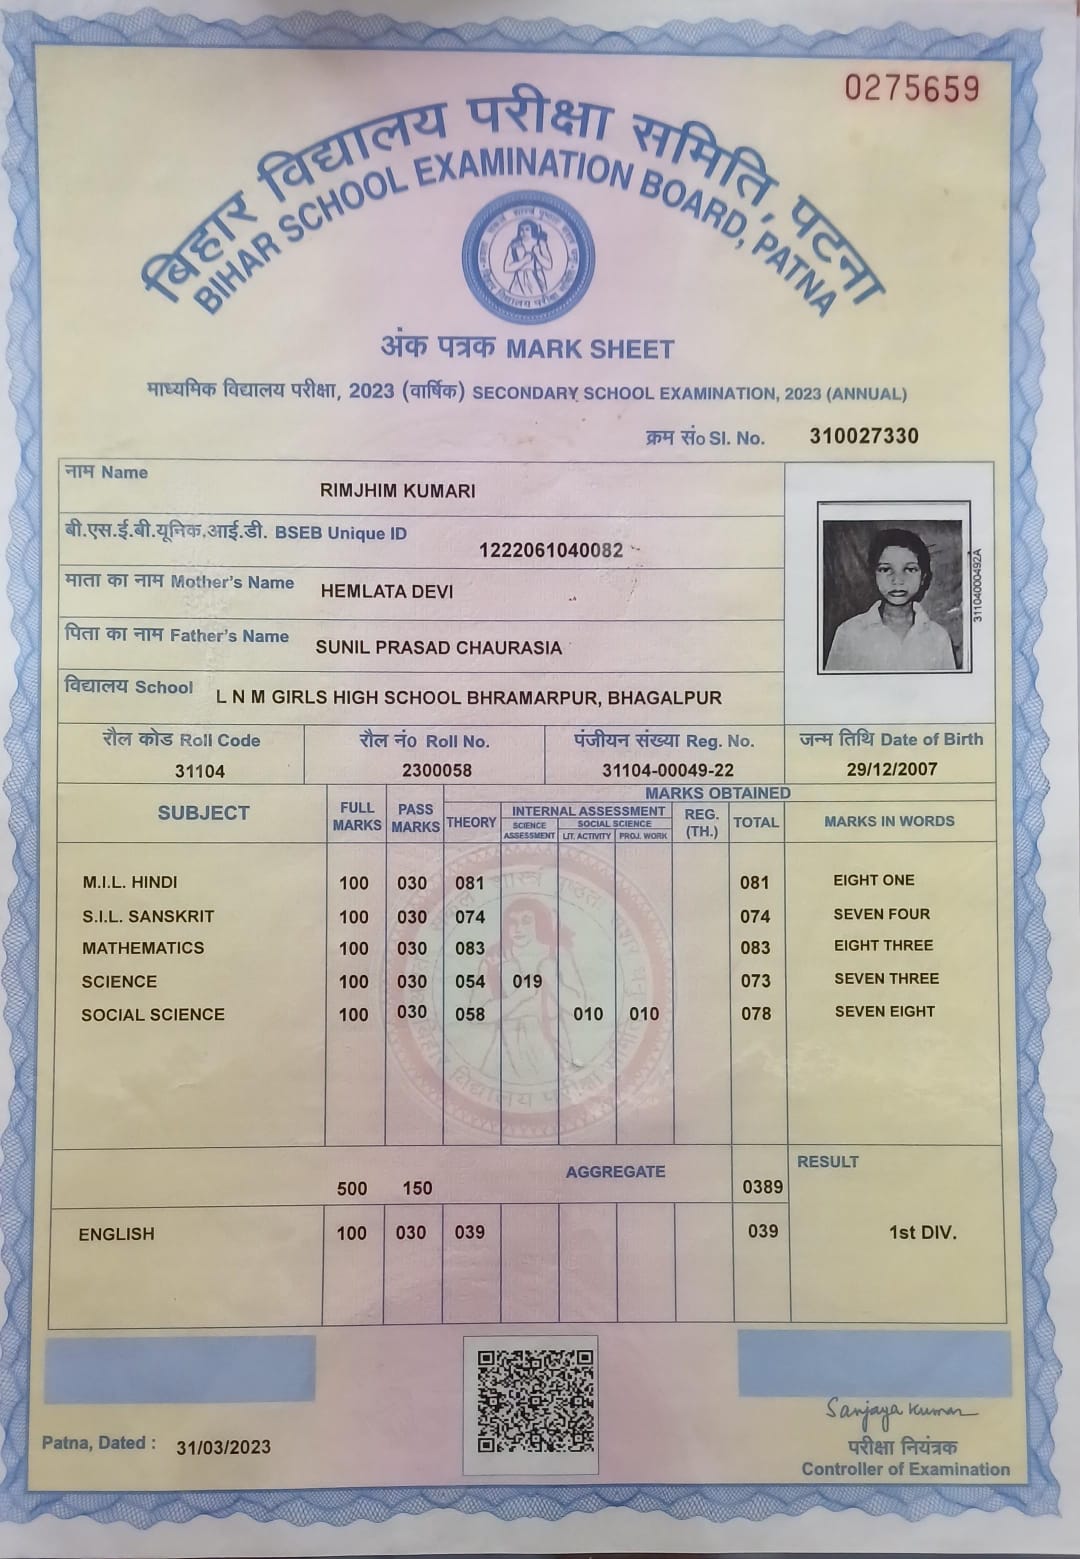 0275659
बिहार विद्यालय परीक्षा समिति, पटना
BIHAR SCHOOL EXAMINATION BOARD, PATNA
अंक पत्रक MARK SHEET
माध्यमिक विद्यालय परीक्षा, 2023 (वार्षिक) SECONDARY SCHOOL EXAMINATION, 2023 (ANNUAL)
क्रम सं० Sl. No. 310027330
नाम Name
RIMJHIM KUMARI
बी.एस.ई.बी.यूनिक.आई.डी. BSEB Unique ID
1222061040082
माता का नाम Mother's Name HEMLATA DEVI
पिता का नाम Father's Name SUNIL PRASAD CHAURASIA
विद्यालय School L N M GIRLS HIGH SCHOOL BHRAMARPUR, BHAGALPUR
31104000492A
रौल कोड Roll Code रौल नं० Roll No. पंजीयन संख्या Reg. No. जन्म तिथि Date of Birth
31104 2300058 31104-00049-22 29/12/2007
MARKS OBTAINED
SUBJECT FULL MARKS PASS MARKS THEORY INTERNAL ASSESSMENT REG. (TH.) TOTAL MARKS IN WORDS
SCIENCE ASSESSMENT SOCIAL SCIENCE
LIT. ACTIVITY PROJ. WORK
M.I.L. HINDI 100 030 081 081 EIGHT ONE
S.I.L. SANSKRIT 100 030 074 074 SEVEN FOUR
MATHEMATICS 100 030 083 083 EIGHT THREE
SCIENCE 100 030 054 019 073 SEVEN THREE
SOCIAL SCIENCE 100 030 058 010 010 078 SEVEN EIGHT
AGGREGATE RESULT
500 150 0389
ENGLISH 100 030 039 039 1st DIV.
Sanjaya Kumar
Patna, Dated : 31/03/2023
परीक्षा नियंत्रक
Controller of Examination